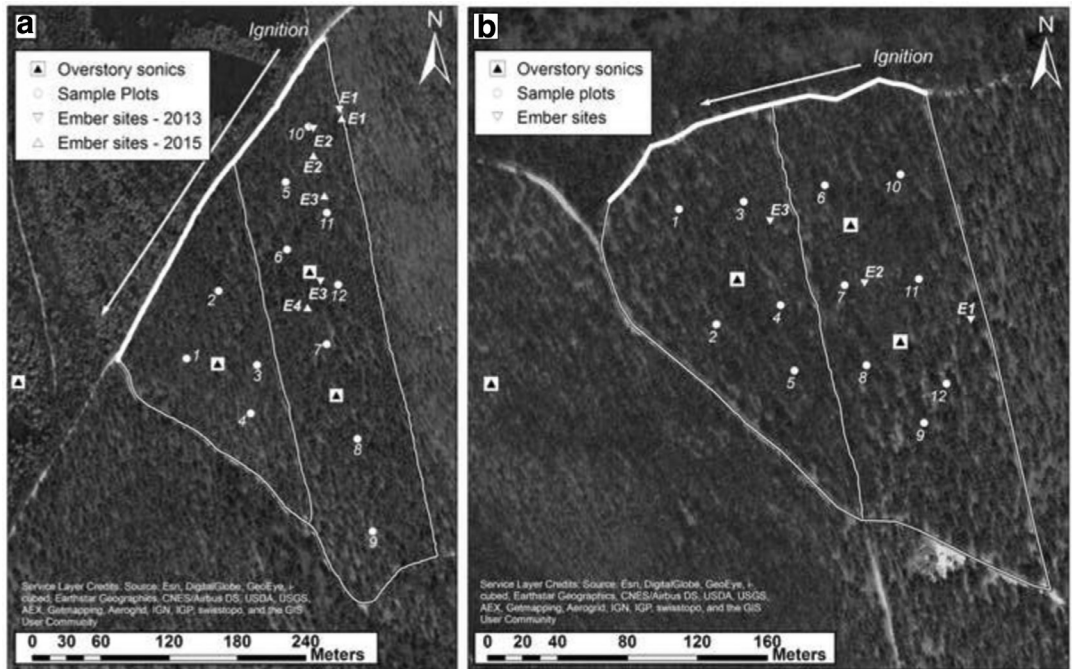 a
Ignition
N
Overstory sonics
Sample Plots
Ember sites - 2013
Ember sites - 2015
E1
E1
10
E2
E2
5
E3
11
6
E3
12
E4
2
7
1
3
4
8
9
Service Layer Credits: Source: Esri, DigitalGlobe, GeoEye, i-
cubed, Earthstar Geographics, CNES/Airbus DS, USDA, USGS,
AEX, Getmapping, Aerogrid, IGN, IGP, swisstopo, and the GIS
User Community
0 30 60 120 180 240
Meters
b
Ignition
N
Overstory sonics
Sample plots
Ember sites
10
6
1
3
E3
E2
7
11
4
E1
2
5
8
12
9
Service Layer Credits: Source: Esri, DigitalGlobe, GeoEye, i-
cubed, Earthstar Geographics, CNES/Airbus DS, USDA, USGS,
AEX, Getmapping, Aerogrid, IGN, IGP, swisstopo, and the GIS
User Community
0 20 40 80 120 160
Meters